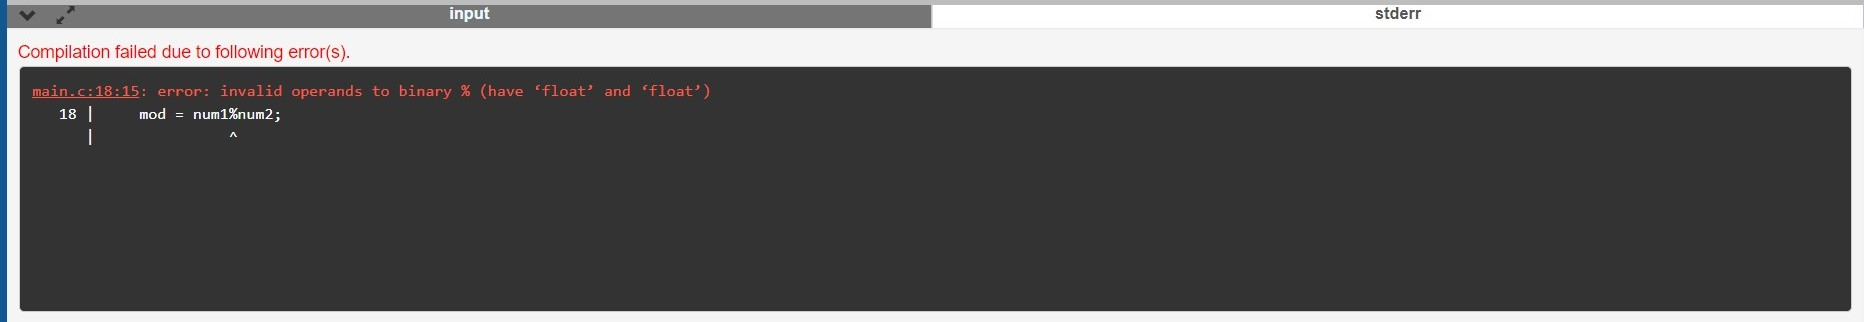 input
stderr
Compilation failed due to following error(s).
main.c:18:15: error: invalid operands to binary % (have ‘float’ and ‘float’)
18 |     mod = num1%num2;
|               ^